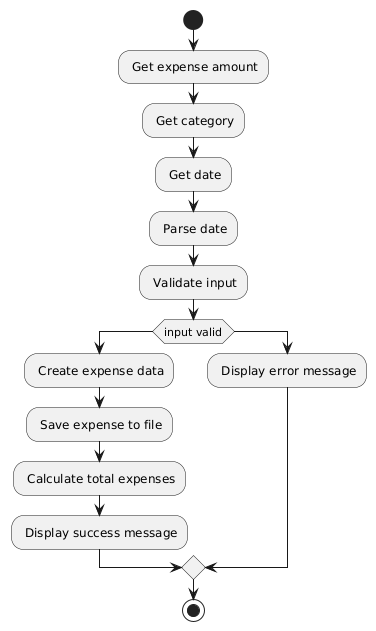 Get expense amount
Get category
Get date
Parse date
Validate input
input valid
Create expense data
Display error message
Save expense to file
Calculate total expenses
Display success message